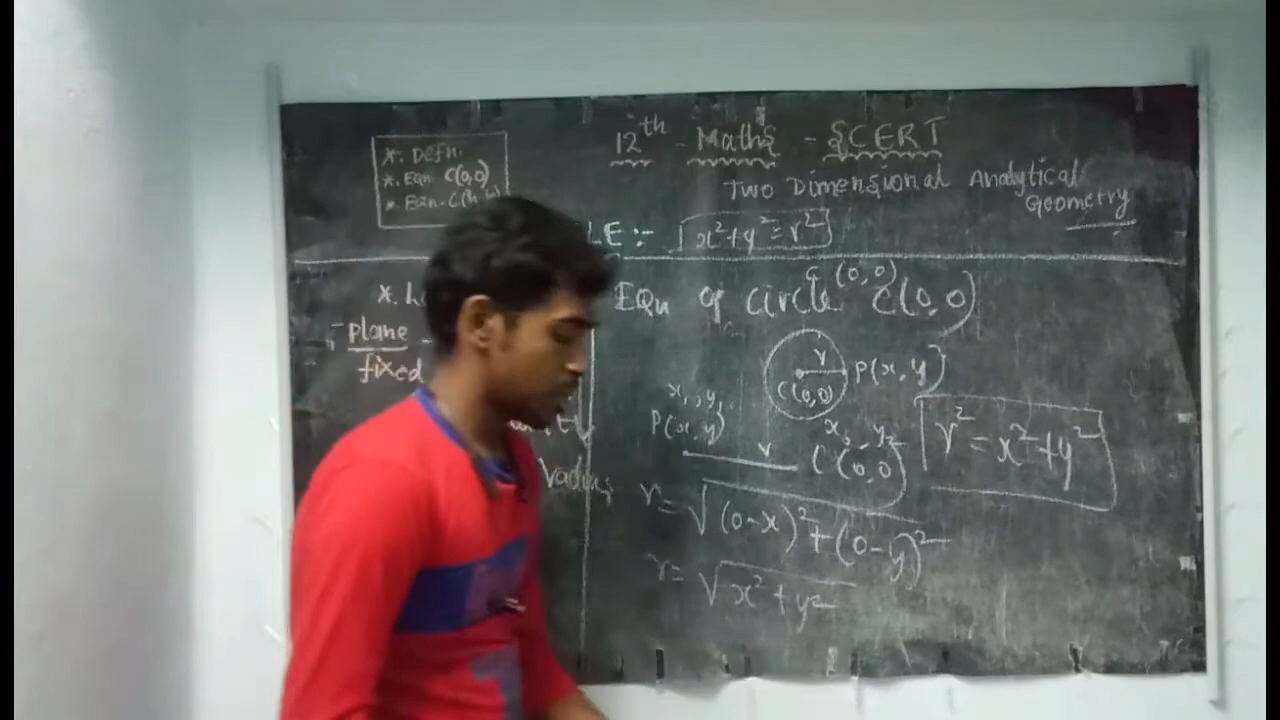 12th - Maths - SCERT
Two Dimensional Analytical
Geometry
*. Defn.
*. Eqn C(0,0)
*. Eqn. C(h,k)
LE :- x²+y²=r²
Eqn of circle C(0,0) C(0,0)
plane
fixed
r
C(0,0) P(x,y)
x₁,y₁
P(x,y) r
x₂,y₂
C(0,0)
r²=x²+y²
radius
r=√(0-x)²+(0-y)²
r=√x²+y²